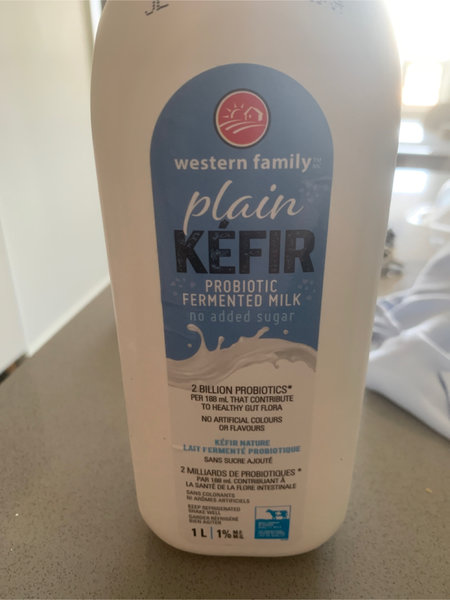 western family
plain
KÉFIR
PROBIOTIC
FERMENTED MILK
no added sugar
2 BILLION PROBIOTICS*
PER 188 mL THAT CONTRIBUTE
TO HEALTHY GUT FLORA
NO ARTIFICIAL COLOURS
OR FLAVOURS
KÉFIR NATURE
LAIT FERMENTÉ PROBIOTIQUE
SANS SUCRE AJOUTÉ
2 MILLIARDS DE PROBIOTIQUES*
PAR 188 mL CONTRIBUANT À
LA SANTÉ DE LA FLORE INTESTINALE
SANS COLORANTS
NI ARÔMES ARTIFICIELS
KEEP REFRIGERATED
SHAKE WELL
GARDER RÉFRIGÉRÉ
BIEN AGITER
1 L 1% M.F.
M.G.